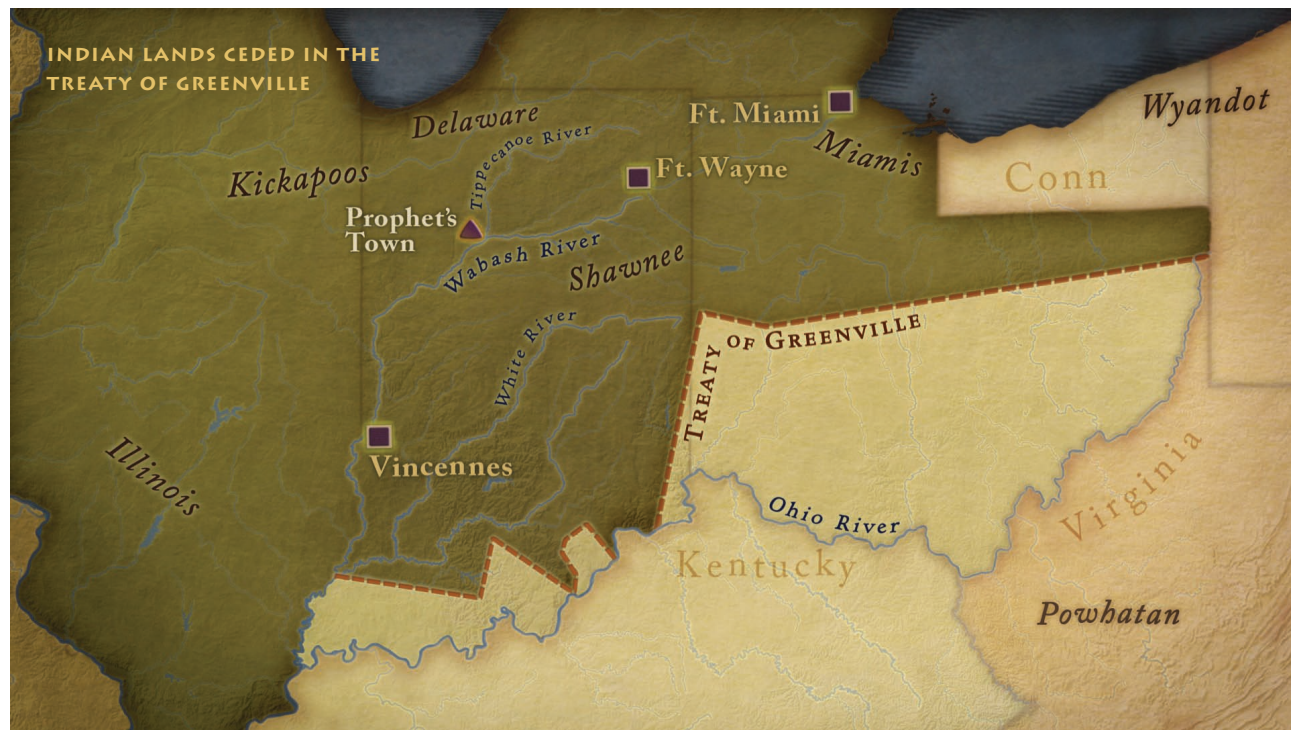 INDIAN LANDS CEDED IN THE
TREATY OF GREENVILLE
Delaware
Ft. Miami
Wyandot
Tippecanoe River
Miamis
Kickapoos
Ft. Wayne
Conn
Prophet's
Town
Wabash River
Shawnee
White River
TREATY OF GREENVILLE
Vincennes
Illinois
Ohio River
Virginia
Kentucky
Powhatan